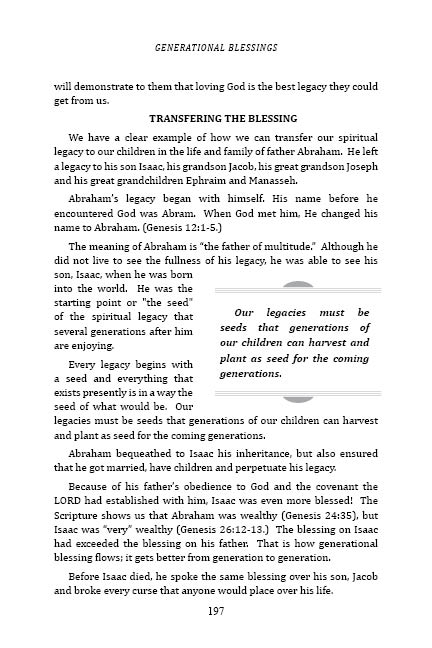 GENERATIONAL BLESSINGS
will demonstrate to them that loving God is the best legacy they could
get from us.
TRANSFERING THE BLESSING
We have a clear example of how we can transfer our spiritual
legacy to our children in the life and family of father Abraham. He left
a legacy to his son Isaac, his grandson Jacob, his great grandson Joseph
and his great grandchildren Ephraim and Manasseh.
Abraham's legacy began with himself. His name before he
encountered God was Abram. When God met him, He changed his
name to Abraham. (Genesis 12:1-5.)
The meaning of Abraham is “the father of multitude.” Although he
did not live to see the fullness of his legacy, he was able to see his
son, Isaac, when he was born
into the world. He was the
starting point or "the seed"
of the spiritual legacy that
several generations after him
are enjoying.
Every legacy begins with
a seed and everything that
exists presently is in a way the
seed of what would be. Our
legacies must be seeds that generations of our children can harvest
and plant as seed for the coming generations.
Our legacies must be
seeds that generations of
our children can harvest and
plant as seed for the coming
generations.
Abraham bequeathed to Isaac his inheritance, but also ensured
that he got married, have children and perpetuate his legacy.
Because of his father's obedience to God and the covenant the
LORD had established with him, Isaac was even more blessed! The
Scripture shows us that Abraham was wealthy (Genesis 24:35), but
Isaac was “very” wealthy (Genesis 26:12-13.) The blessing on Isaac
had exceeded the blessing on his father. That is how generational
blessing flows; it gets better from generation to generation.
Before Isaac died, he spoke the same blessing over his son, Jacob
and broke every curse that anyone would place over his life.
197